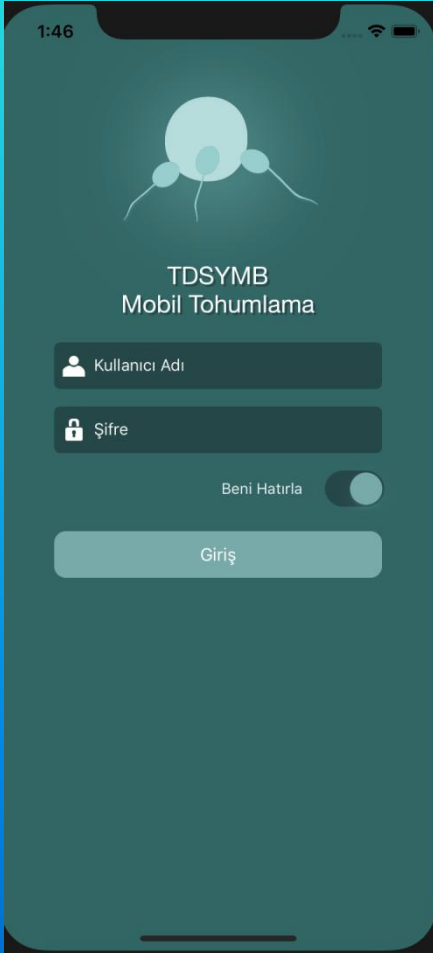 1:46
TDSYMB
Mobil Tohumlama
Kullanıcı Adı
Şifre
Beni Hatırla
Giriş